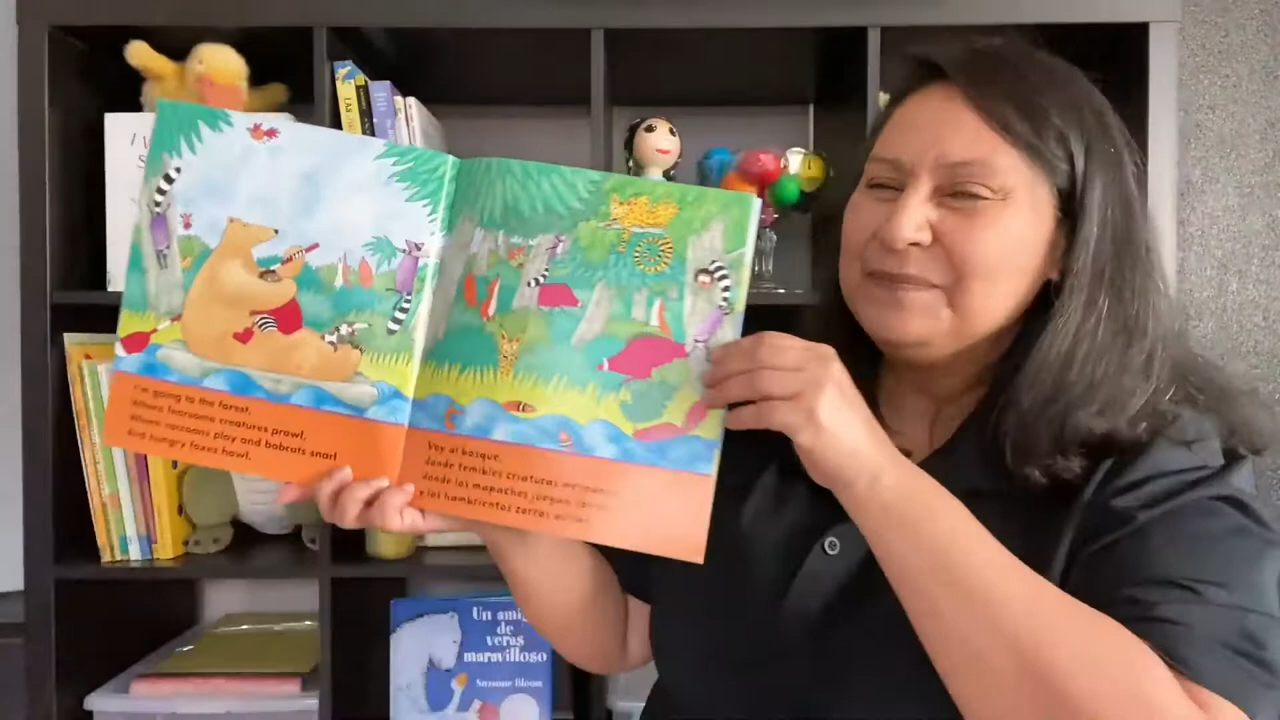 I'm going to the forest,
Where fearsome creatures prowl,
Where raccoons play and bobcats snarl
And hungry foxes howl.
Voy al bosque,
donde temibles criaturas
donde los mapaches juegan
y los hambrientos zorros
Un
de
veras
maravilloso
Suzanne Bloom
LAS